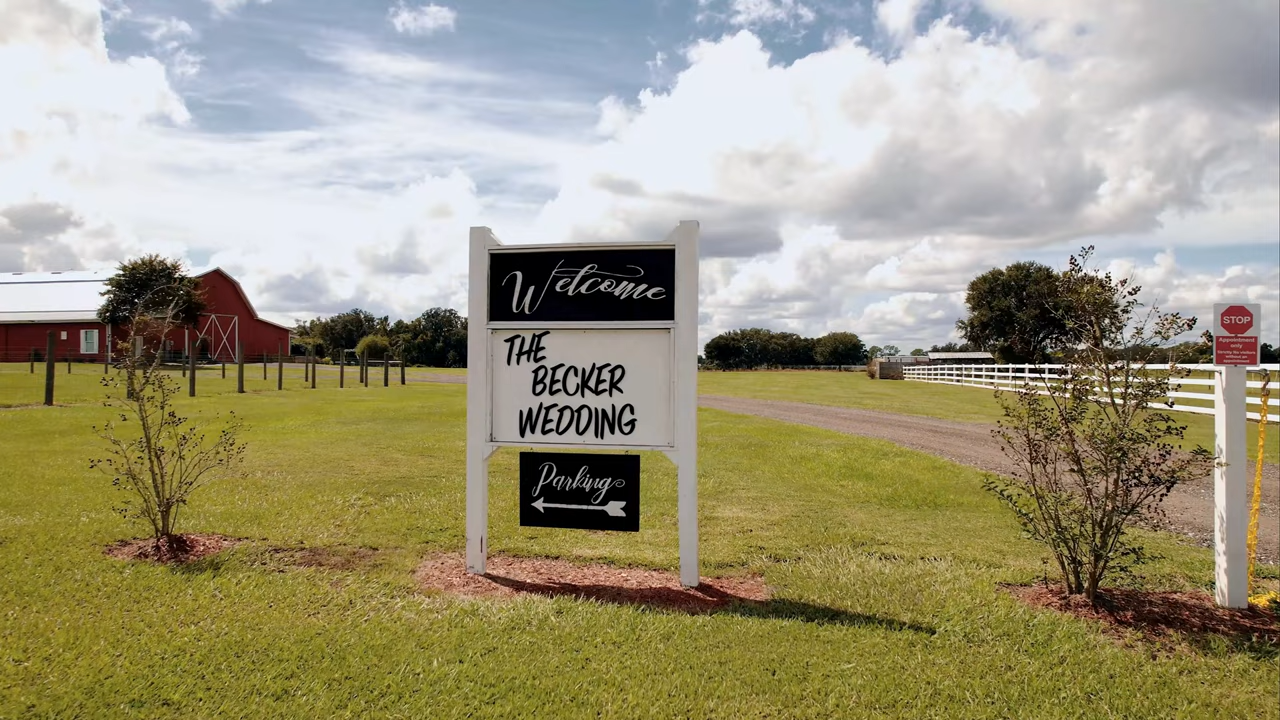 Welcome
THE
BECKER
WEDDING
Parking
STOP
Appointment
only